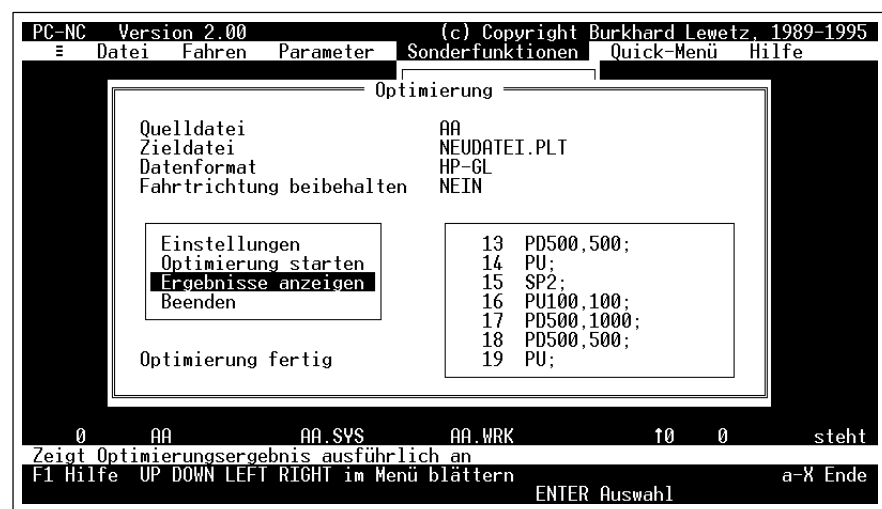 PC-NC Version 2.00 (c) Copyright Burkhard Lewetz, 1989-1995
≡ Datei Fahren Parameter Sonderfunktionen Quick-Menü Hilfe
Optimierung
Quelldatei AA
Zieldatei NEUDATEI.PLT
Datenformat HP-GL
Fahrtrichtung beibehalten NEIN
Einstellungen
Optimierung starten
Ergebnisse anzeigen
Beenden
13 PD500,500;
14 PU;
15 SP2;
16 PU100,100;
17 PD500,1000;
18 PD500,500;
19 PU;
Optimierung fertig
0 AA AA.SYS AA.WRK ↑0 0 steht
Zeigt Optimierungsergebnis ausführlich an
F1 Hilfe UP DOWN LEFT RIGHT im Menü blättern a-X Ende
ENTER Auswahl